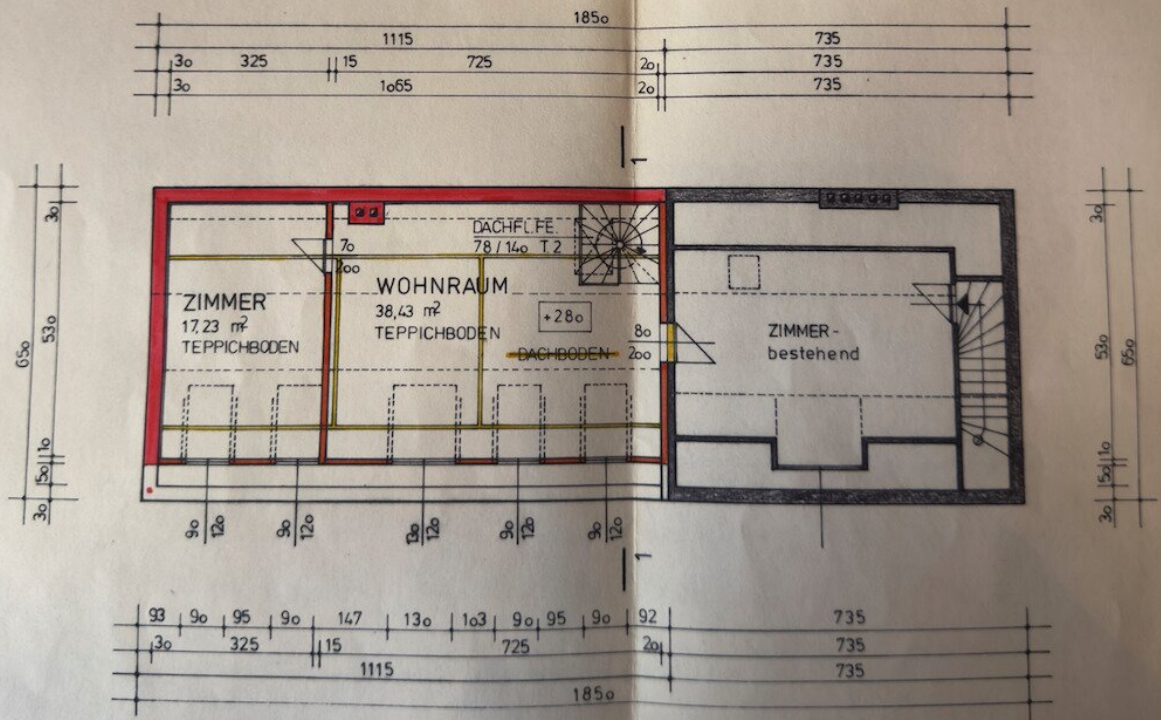 1850
1115 735
30 325 15 725 20 735
30 1065 20 735
1
DACHFL.FE.
78/140 T.2
70
200
ZIMMER
17,23 m²
TEPPICHBODEN
WOHNRAUM
38,43 m²
TEPPICHBODEN
+280
DACHBODEN
80
200
ZIMMER-
bestehend
30
530
650
10
50
30
30
530
650
10
50
30
90
120
90
120
130
120
90
120
90
120
1
93 90 95 90 147 130 103 90 95 90 92 735
30 325 15 725 20 735
1115 735
1850